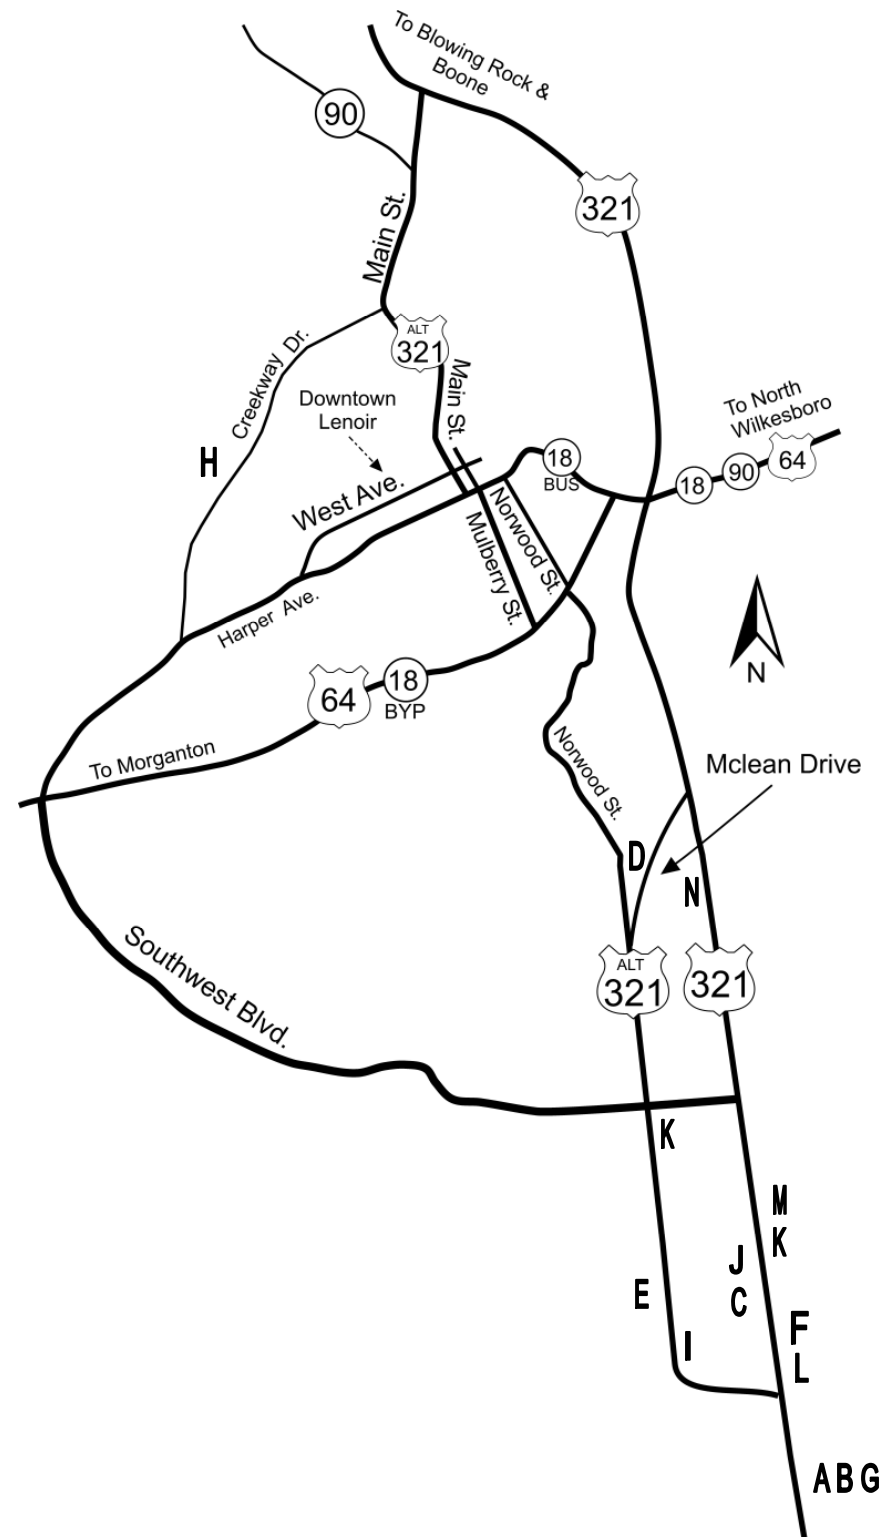 To Blowing Rock &
Boone
90
321
Main St.
ALT
321
Creekway Dr.
Main St.
Downtown
Lenoir
To North
Wilkesboro
H
18
BUS
18
90
64
West Ave.
Norwood St.
Mulberry St.
Harper Ave.
N
64
18
BYP
To Morganton
Norwood St.
Mclean Drive
D
N
Southwest Blvd.
ALT
321
321
K
M
K
J
C
E
F
I
L
A B G